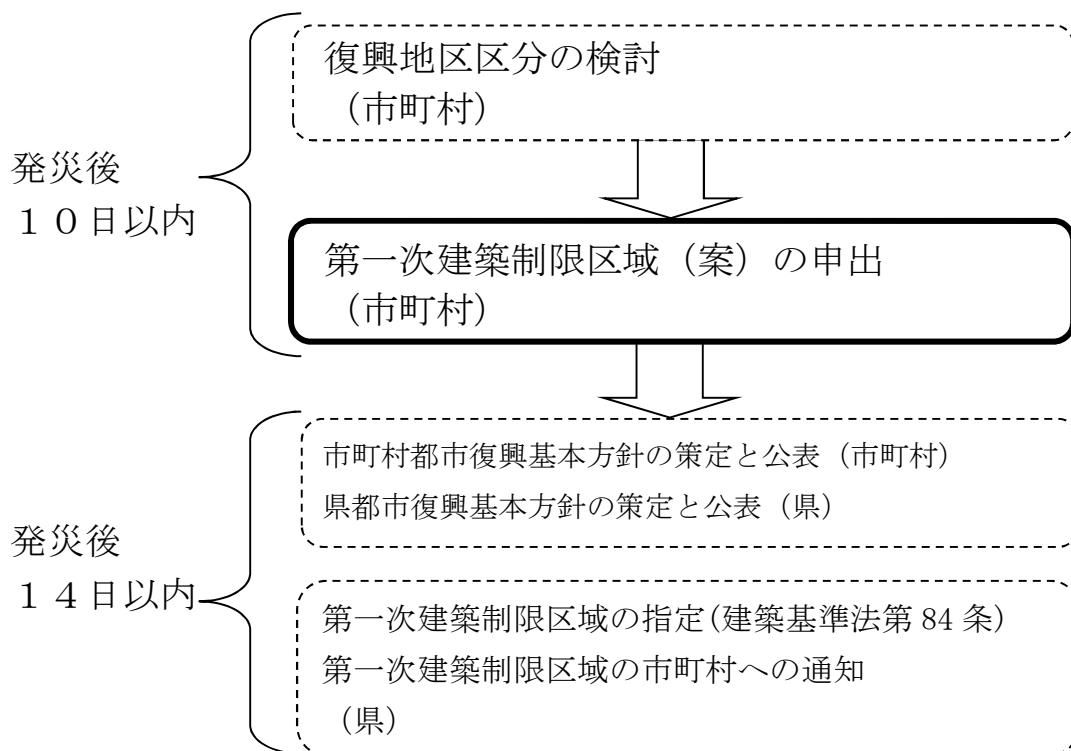 復興地区区分の検討
（市町村）
発災後
１０日以内
第一次建築制限区域（案）の申出
（市町村）
市町村都市復興基本方針の策定と公表（市町村）
県都市復興基本方針の策定と公表（県）
発災後
１４日以内
第一次建築制限区域の指定(建築基準法第 84 条)
第一次建築制限区域の市町村への通知
（県）